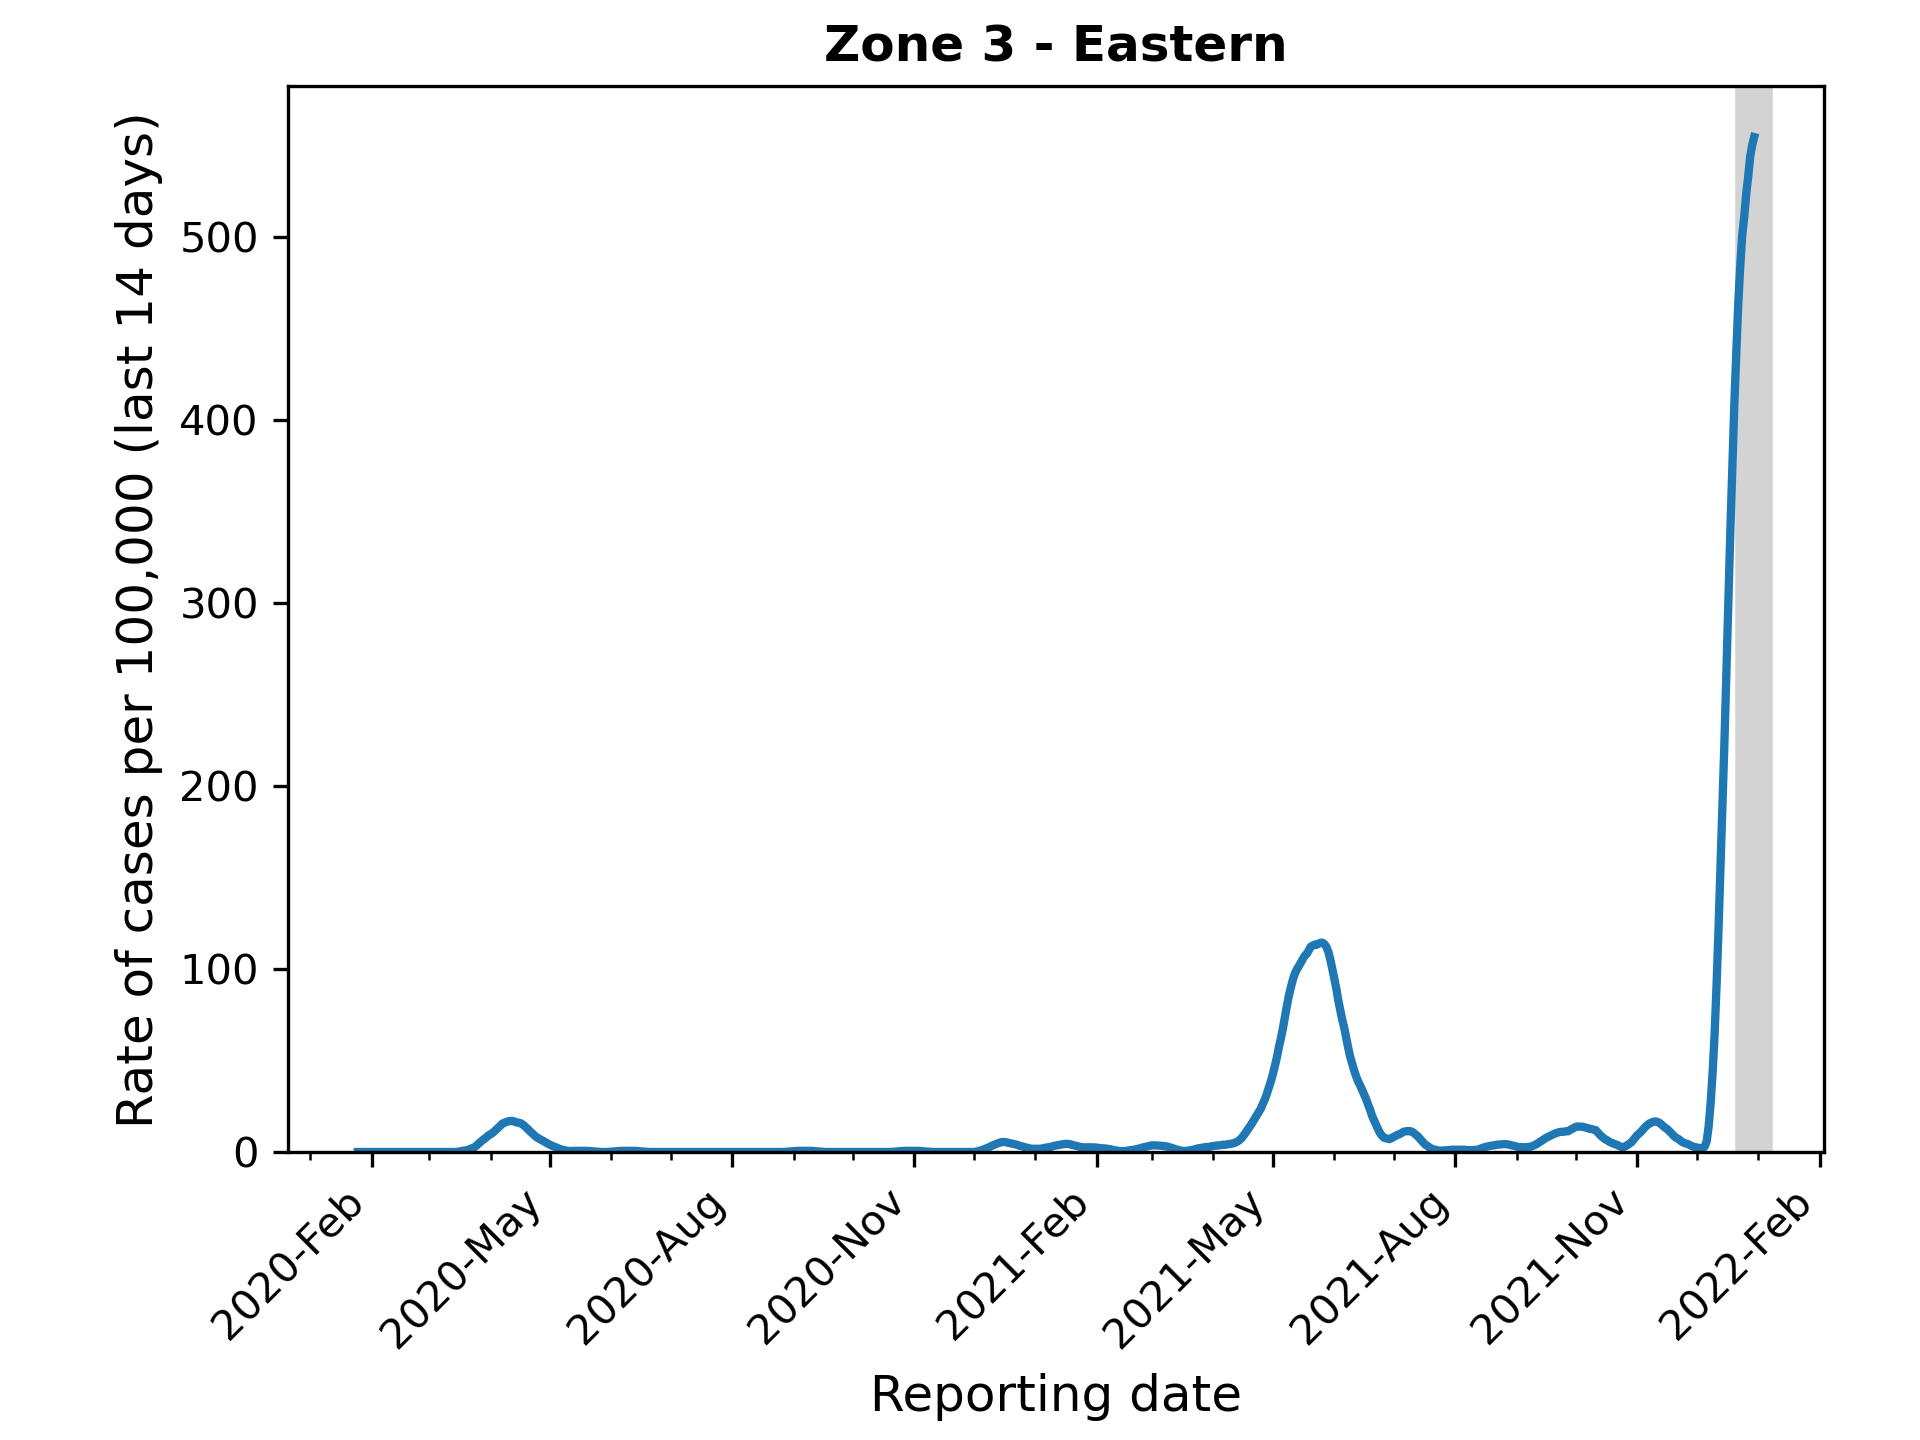 Zone 3 - Eastern
Rate of cases per 100,000 (last 14 days)
500
400
300
200
100
0
2020-Feb
2020-May
2020-Aug
2020-Nov
2021-Feb
2021-May
2021-Aug
2021-Nov
2022-Feb
Reporting date